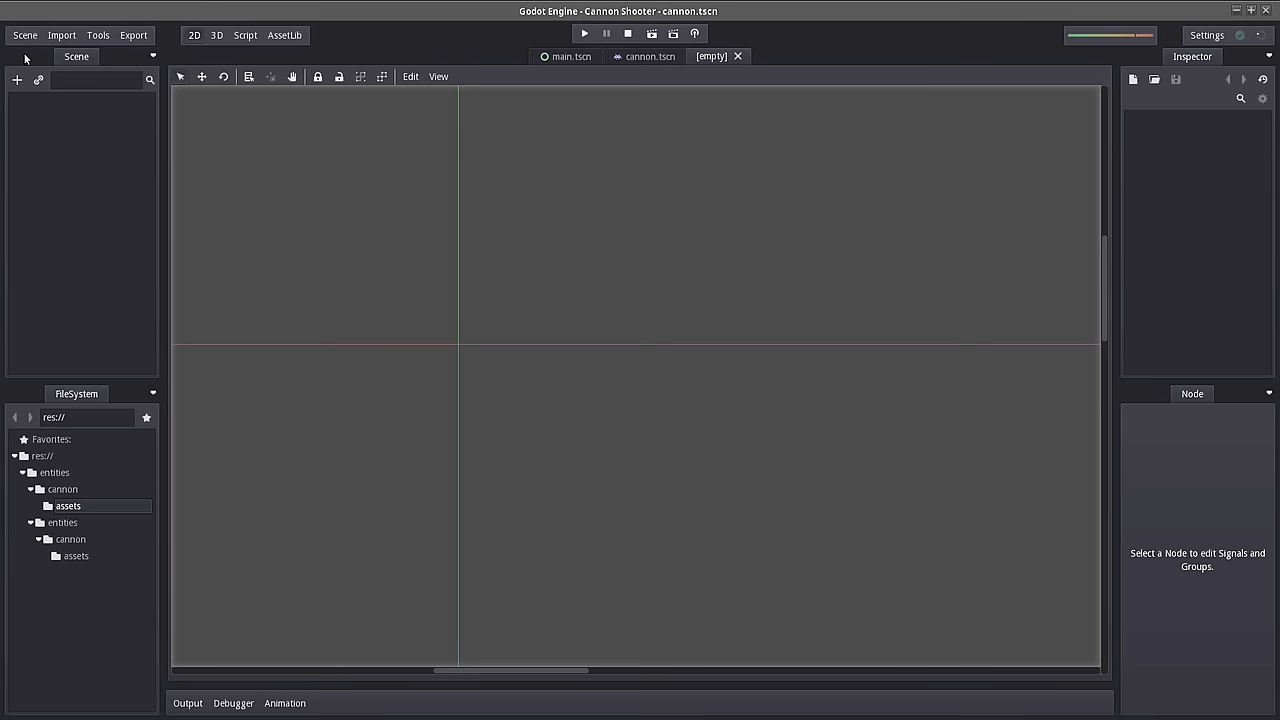 Godot Engine - Cannon Shooter - cannon.tscn
Scene Import Tools Export 2D 3D Script AssetLib Settings
Scene main.tscn cannon.tscn [empty] Inspector
Edit View
FileSystem Node
res://
Favorites:
res://
entities
cannon
assets
entities
cannon
assets
Select a Node to edit Signals and
Groups.
Output Debugger Animation